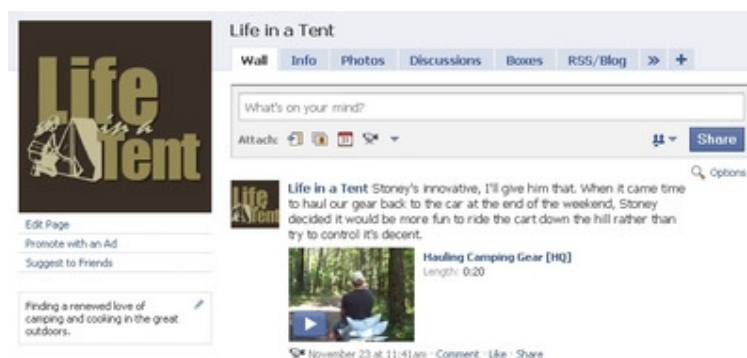 Life in a Tent
Life in a Tent
Wall Info Photos Discussions Boxes RSS/Blog » +
What's on your mind?
Attach: 31
Share
Options
Life in a Tent
Life in a Tent Stoney's innovative, I'll give him that. When it came time
to haul our gear back to the car at the end of the weekend, Stoney
decided it would be more fun to ride the cart down the hill rather than
try to control it's decent.
Hauling Camping Gear [HQ]
Length: 0:20
November 23 at 11:41am · Comment · Like · Share
Edit Page
Promote with an Ad
Suggest to Friends
Finding a renewed love of
camping and cooking in the great
outdoors.